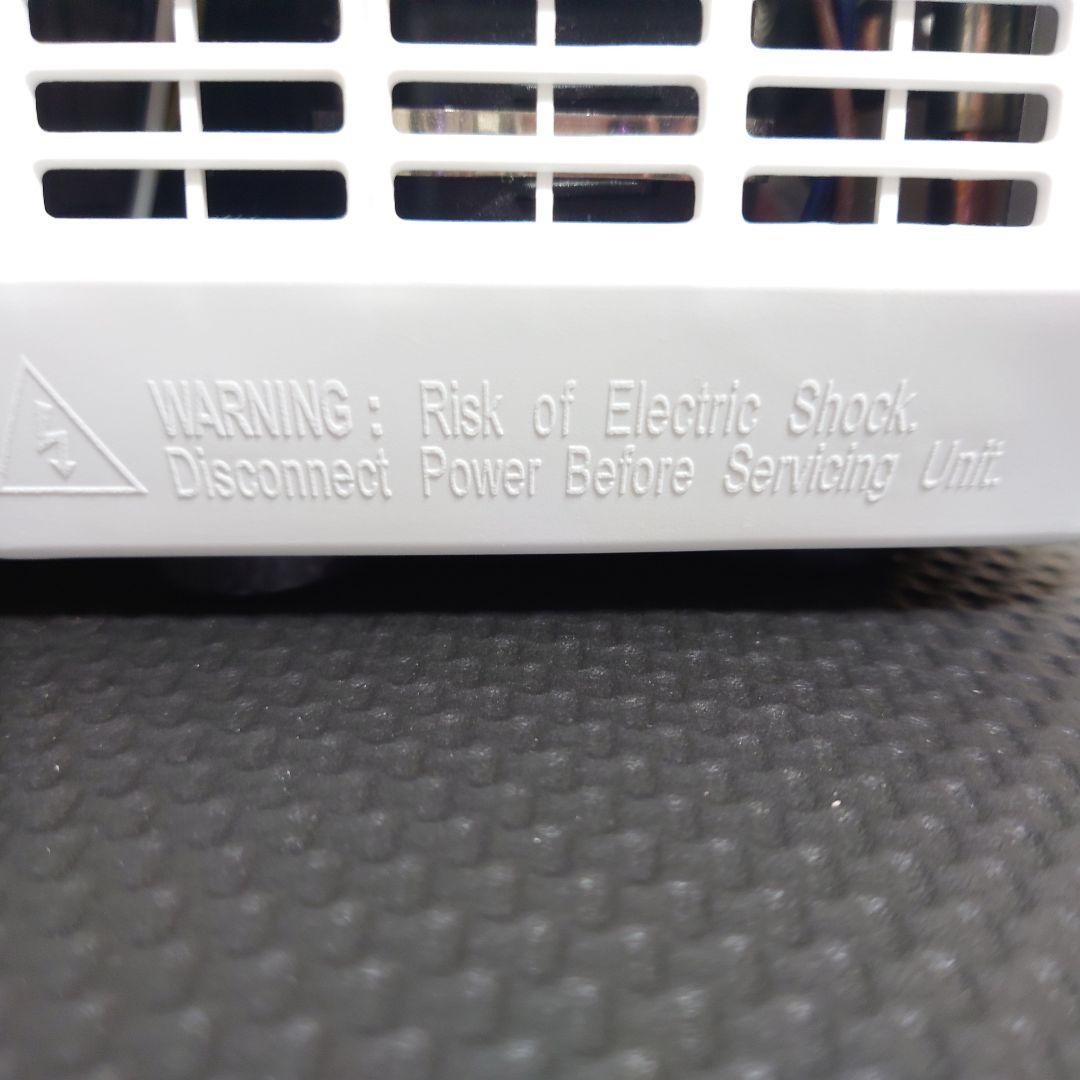 WARNING : Risk of Electric Shock.
Disconnect Power Before Servicing Unit.